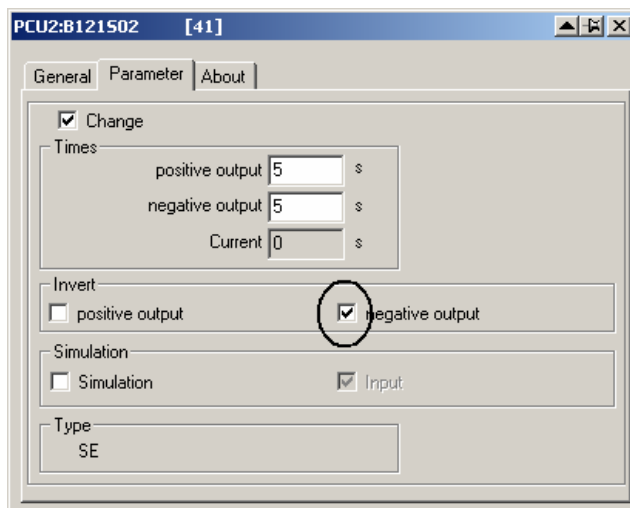 PCU2:B121S02 [41]
General Parameter About
Change
Times
positive output 5 s
negative output 5 s
Current 0 s
Invert
positive output negative output
Simulation
Simulation Input
Type
SE